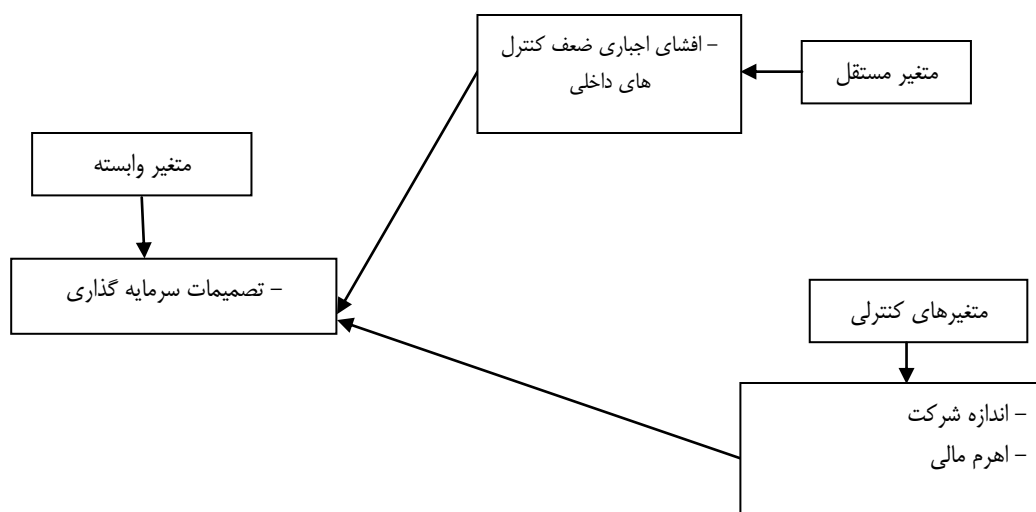 - افشای اجباری ضعف کنترل
های داخلی
متغیر مستقل
متغیر وابسته
- تصمیمات سرمایه گذاری
متغیرهای کنترلی
- اندازه شرکت
- اهرم مالی